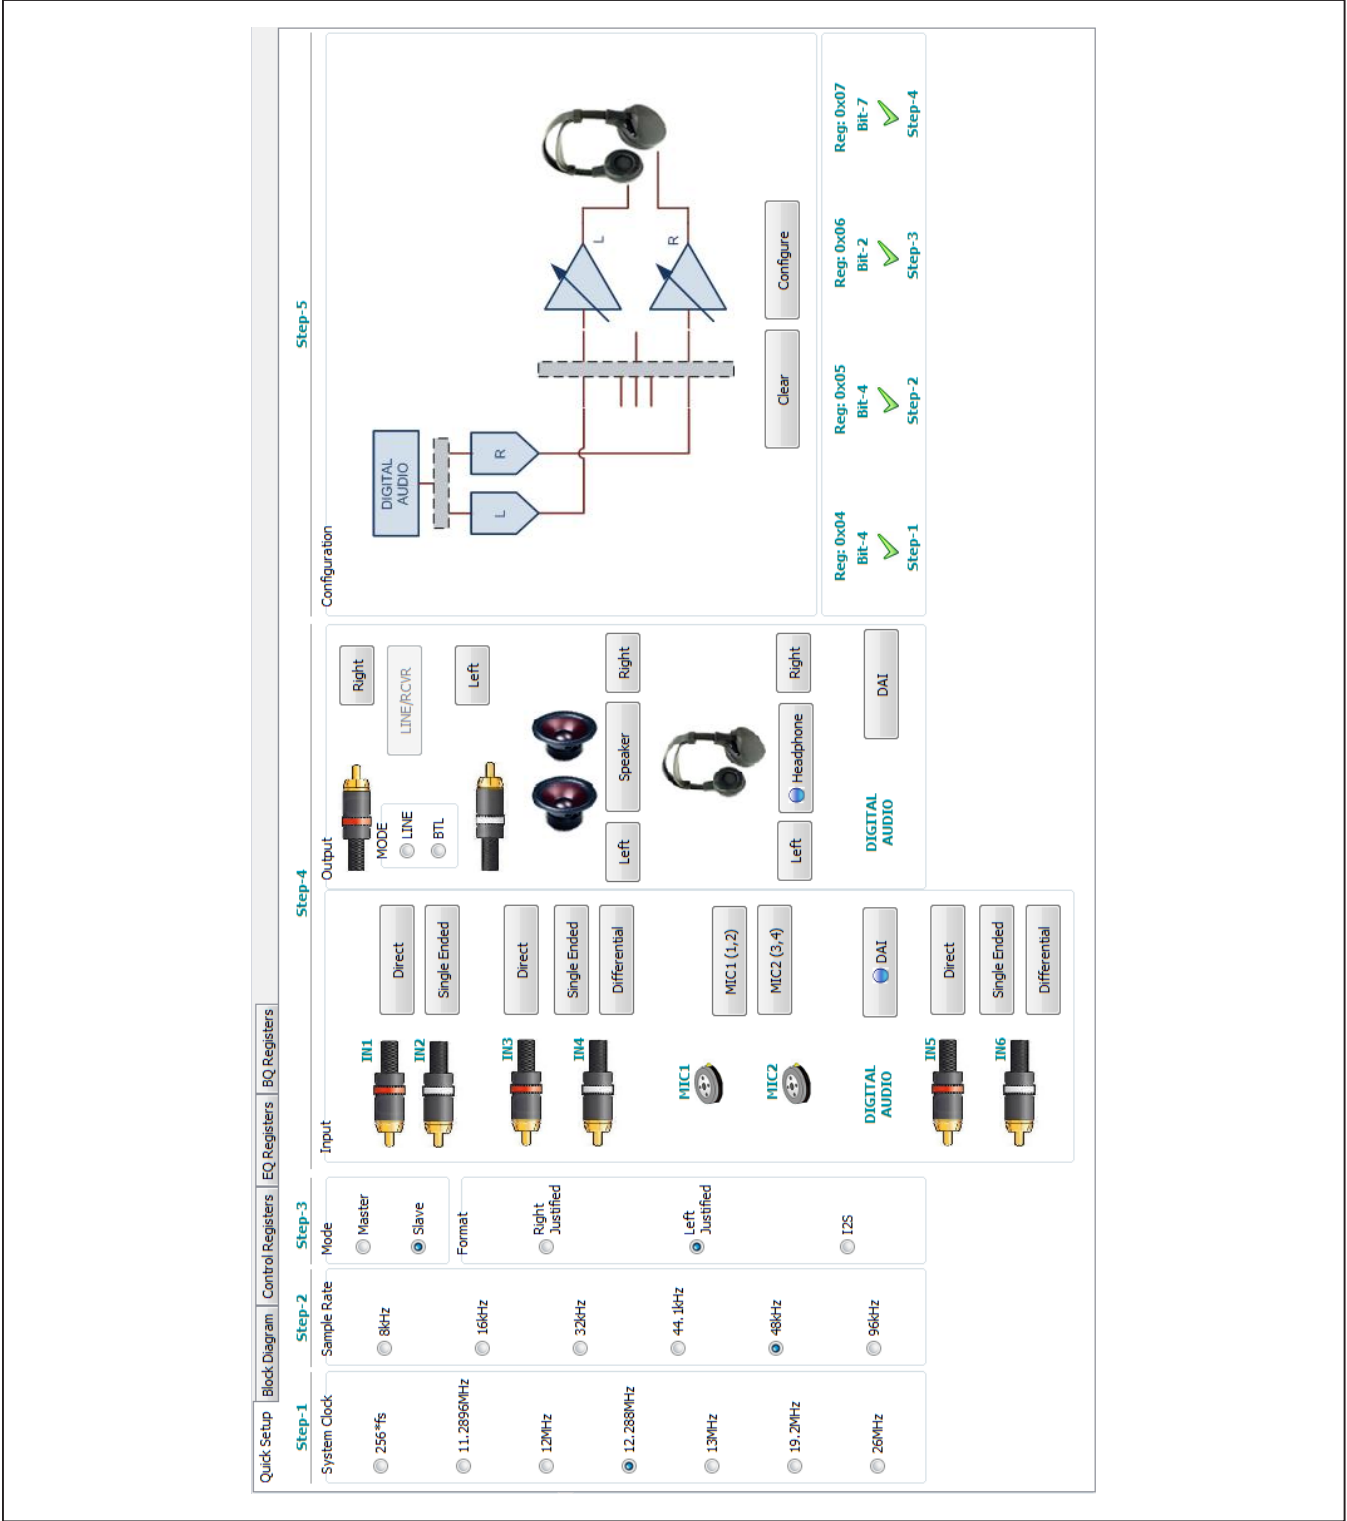 Quick Setup
Block Diagram
Control Registers
EQ Registers
BQ Registers
Step-1
System Clock
256*fs
11.2896MHz
12MHz
12.288MHz
13MHz
19.2MHz
26MHz
Step-2
Sample Rate
8kHz
16kHz
32kHz
44.1kHz
48kHz
96kHz
Step-3
Mode
Master
Slave
Format
Right
Justified
Left
Justified
I2S
Step-4
Input
IN1
Direct
IN2
Single Ended
IN3
Direct
Single Ended
IN4
Differential
MIC1
MIC1 (1,2)
MIC2
MIC2 (3,4)
DIGITAL
AUDIO
DAI
IN5
Direct
Single Ended
IN6
Differential
Output
Right
MODE
LINE
BTL
LINE/RCVR
Left
Left
Speaker
Right
Left
Headphone
Right
DIGITAL
AUDIO
DAI
Step-5
Configuration
DIGITAL
AUDIO
L
R
L
R
Clear
Configure
Reg: 0x04
Bit-4
Step-1
Reg: 0x05
Bit-4
Step-2
Reg: 0x06
Bit-2
Step-3
Reg: 0x07
Bit-7
Step-4